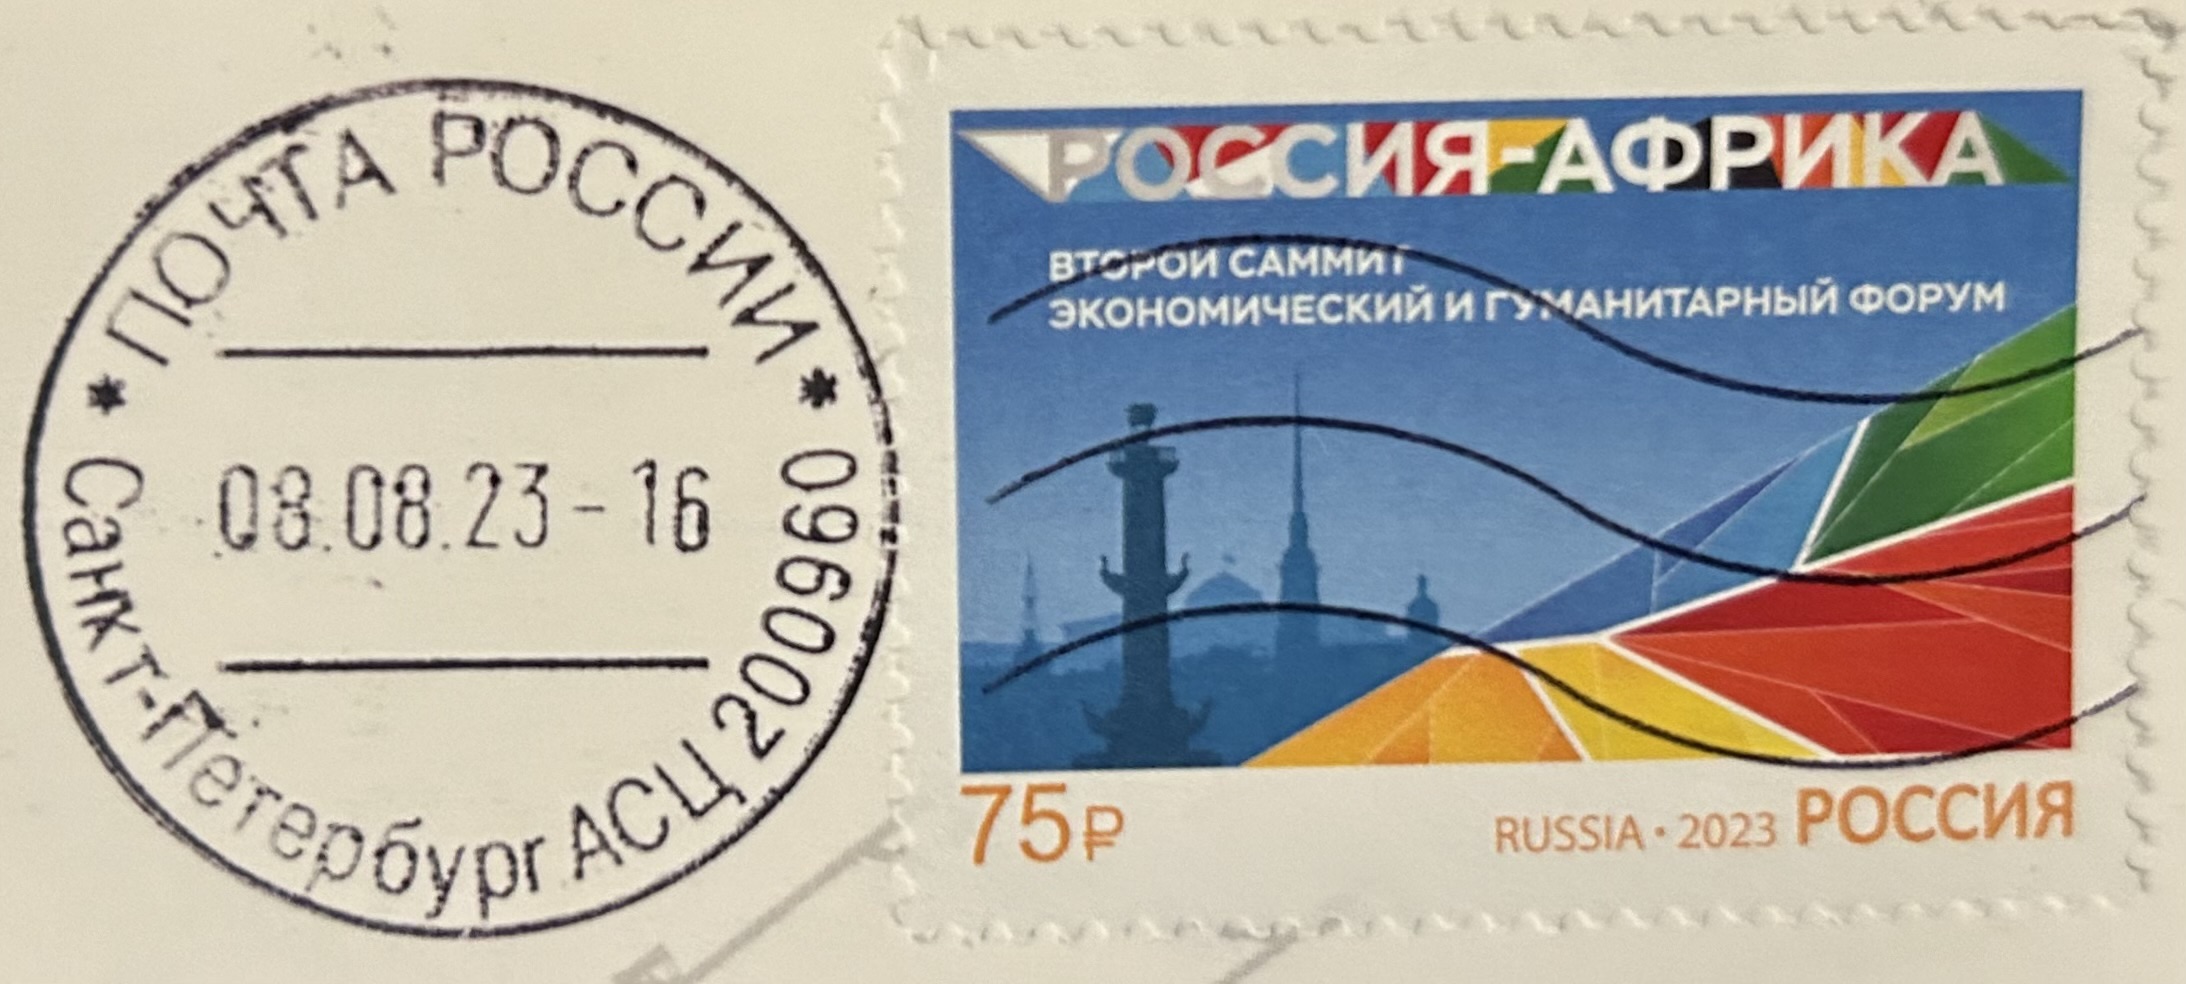 ПОЧТА РОССИИ
08.08.23-16
Санкт-Петербург АСЦ 200960
РОССИЯ-АФРИКА
ВТОРОЙ САММИТ
ЭКОНОМИЧЕСКИЙ И ГУМАНИТАРНЫЙ ФОРУМ
75₽
RUSSIA • 2023 РОССИЯ